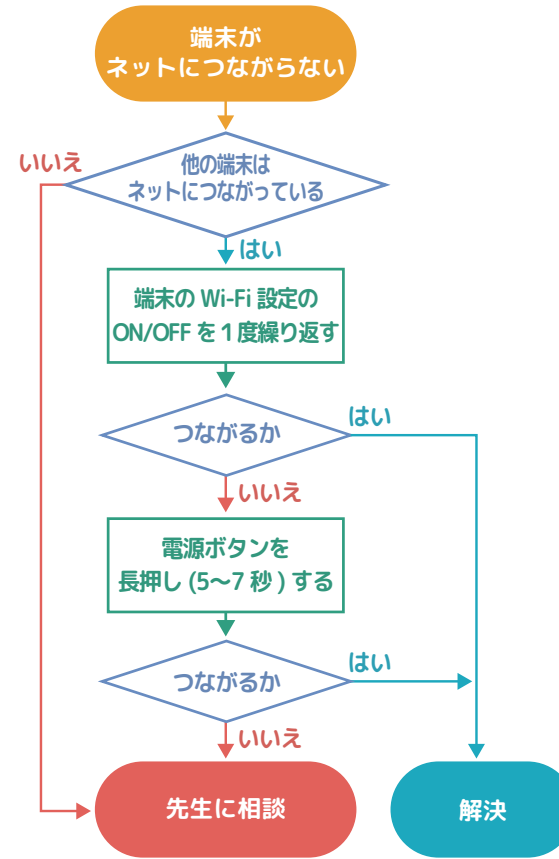 端末が
ネットにつながらない
いいえ
他の端末は
ネットにつながっている
はい
端末の Wi-Fi 設定の
ON/OFF を 1 度繰り返す
つながるか
はい
いいえ
電源ボタンを
長押し (5〜7 秒 ) する
つながるか
はい
いいえ
先生に相談
解決